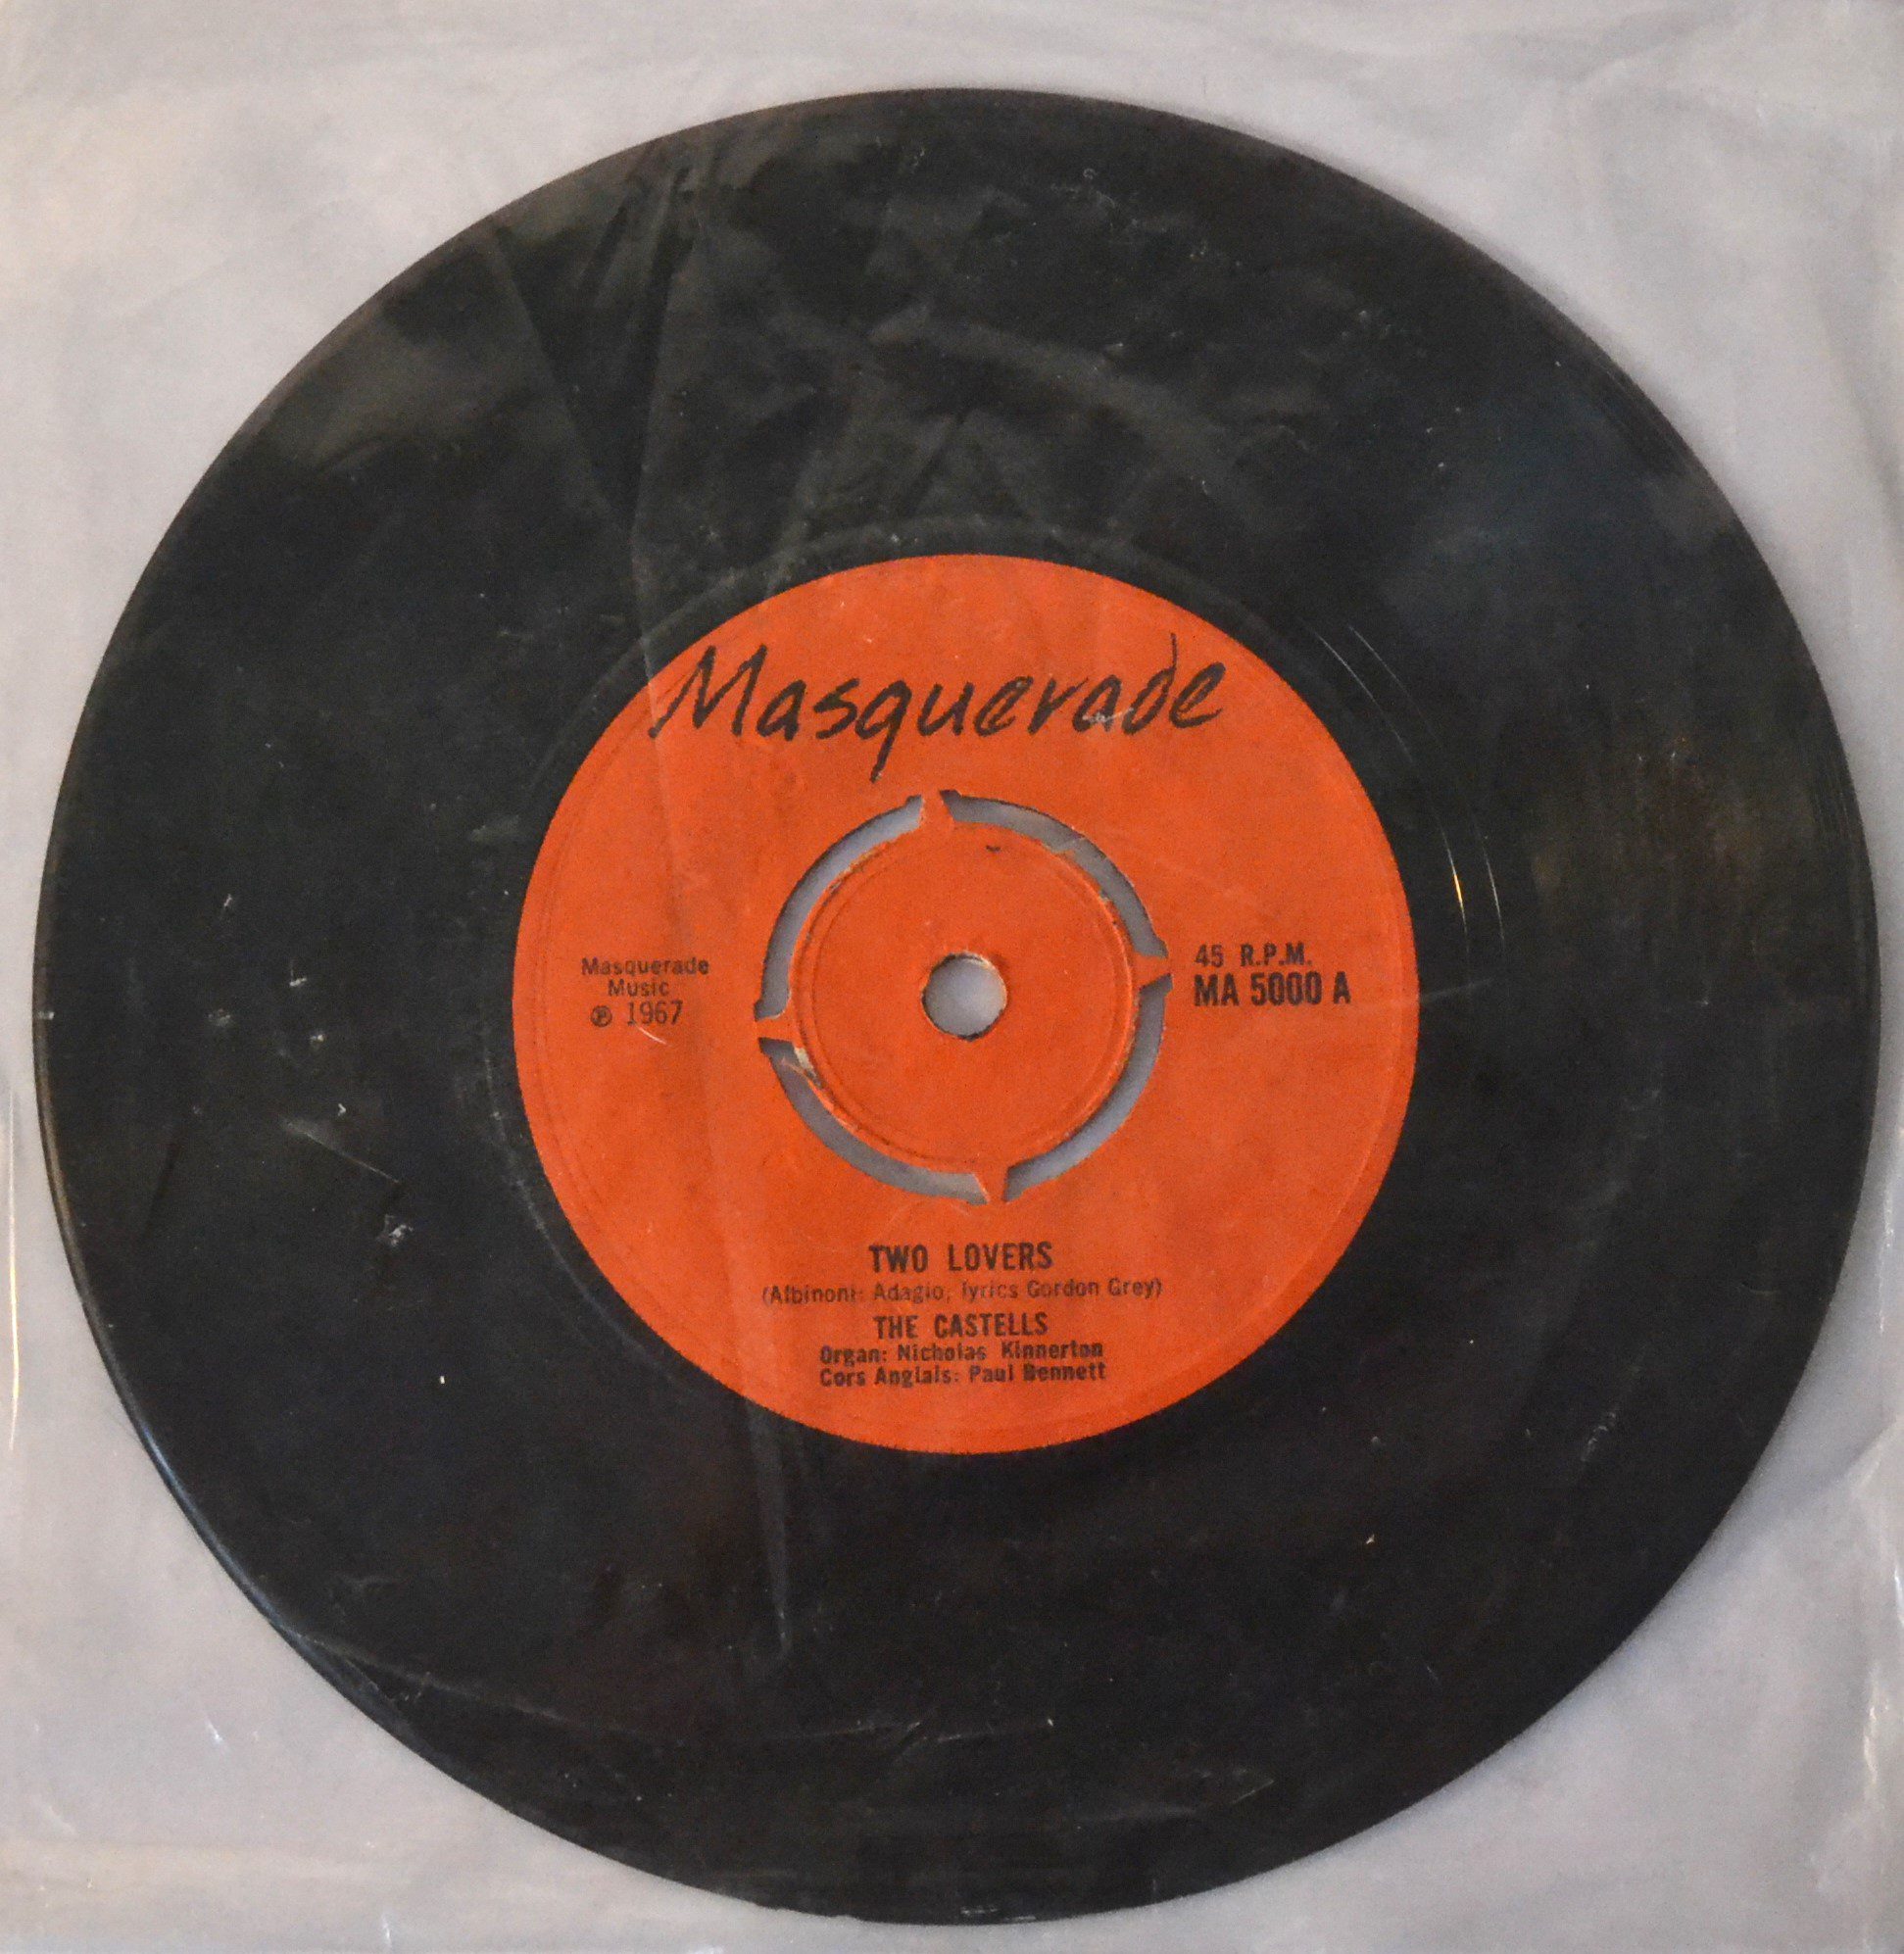 Masquerade
Masquerade
Music
℗ 1967
45 R.P.M.
MA 5000 A
TWO LOVERS
(Albinoni: Adagio; lyrics Gordon Grey)
THE CASTELLS
Organ: Nicholas Kinnerton
Cors Anglais: Paul Bennett